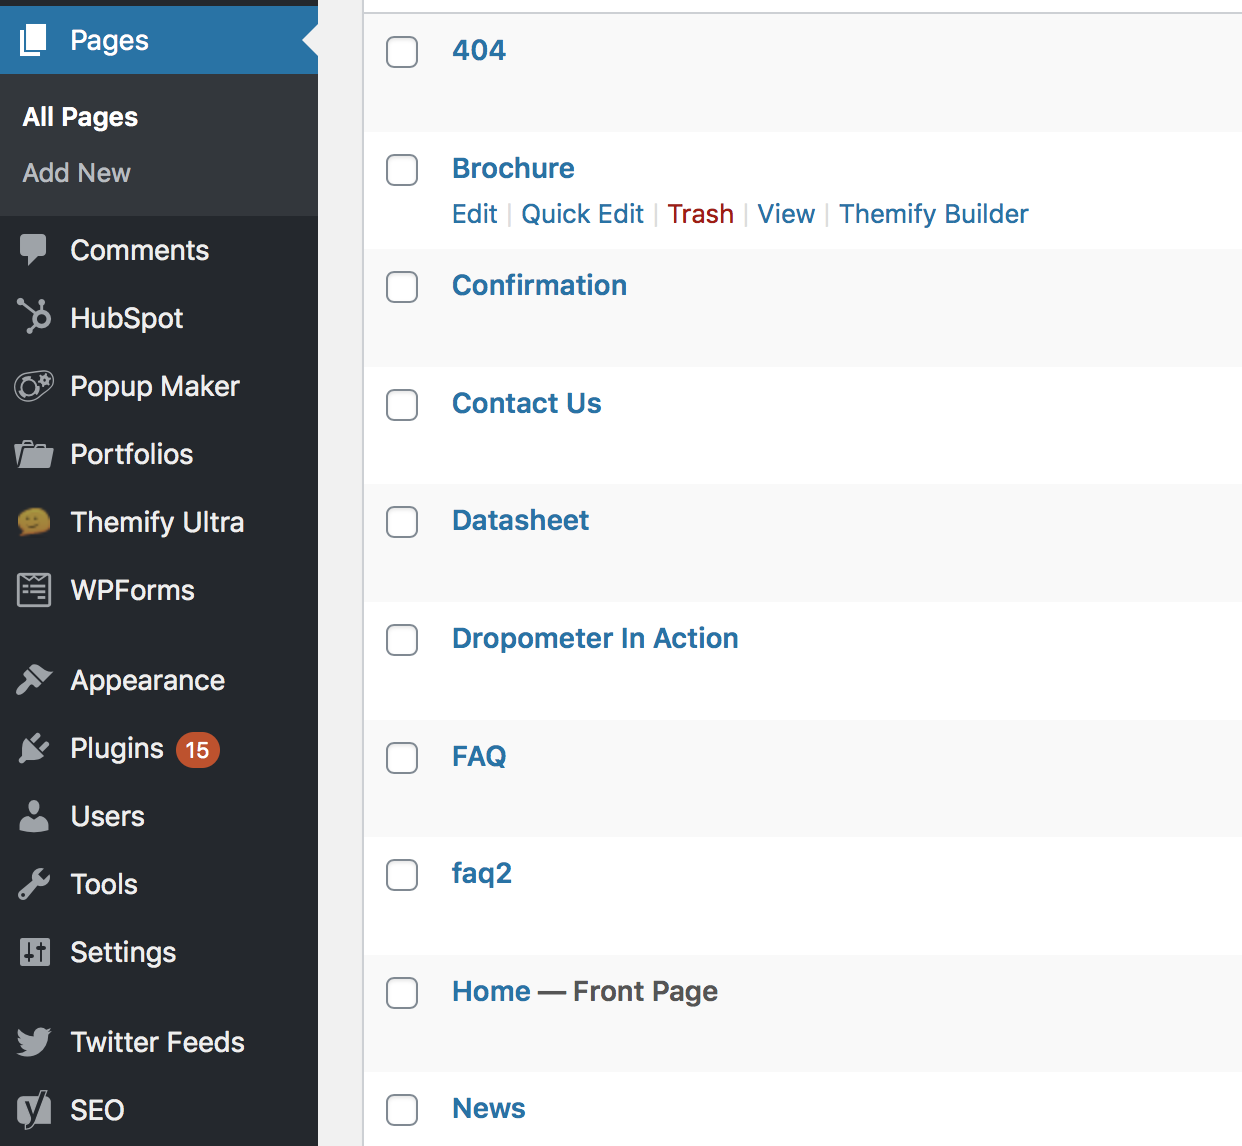 Pages
All Pages
Add New
Comments
HubSpot
Popup Maker
Portfolios
Themify Ultra
WPForms
Appearance
Plugins 15
Users
Tools
Settings
Twitter Feeds
SEO
404
Brochure
Edit | Quick Edit | Trash | View | Themify Builder
Confirmation
Contact Us
Datasheet
Dropometer In Action
FAQ
faq2
Home — Front Page
News